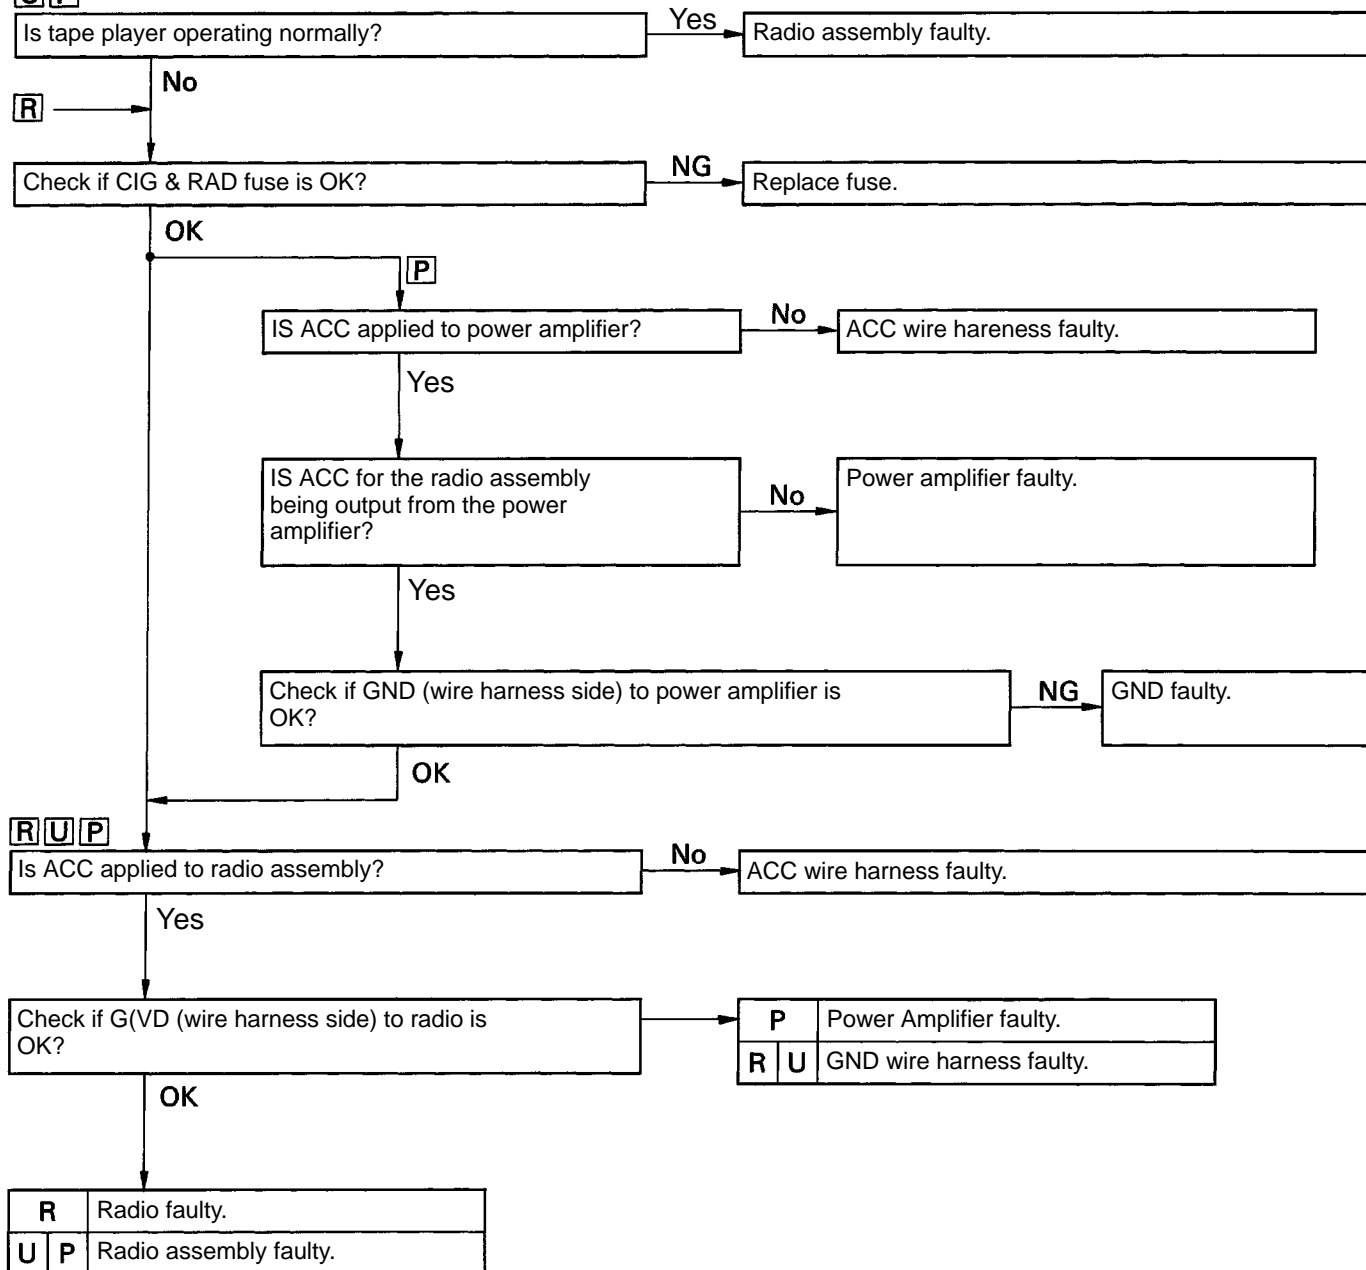 U P
Is tape player operating normally?
Yes
Radio assembly faulty.
No
R
Check if CIG & RAD fuse is OK?
NG
Replace fuse.
OK
P
IS ACC applied to power amplifier?
No
ACC wire hareness faulty.
Yes
IS ACC for the radio assembly
being output from the power
amplifier?
No
Power amplifier faulty.
Yes
Check if GND (wire harness side) to power amplifier is
OK?
NG
GND faulty.
OK
R U P
Is ACC applied to radio assembly?
No
ACC wire harness faulty.
Yes
Check if G(VD (wire harness side) to radio is
OK?
P Power Amplifier faulty.
R U GND wire harness faulty.
OK
R Radio faulty.
U P Radio assembly faulty.